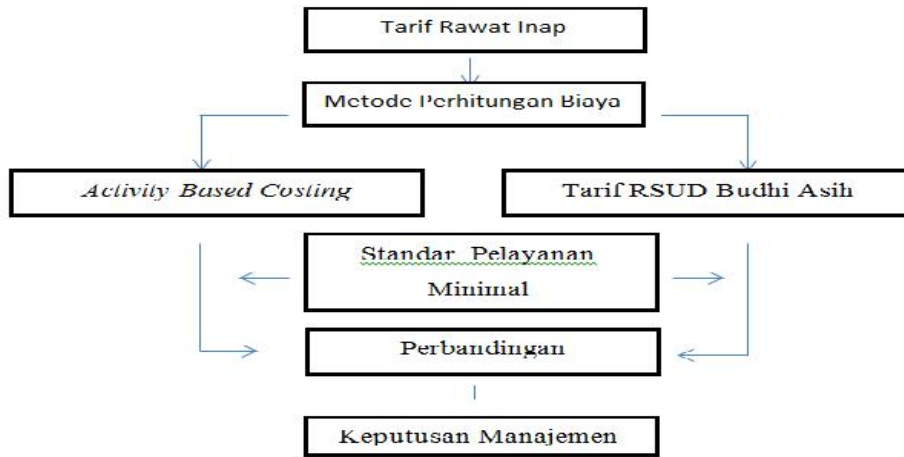 Tarif Rawat Inap
Metode Perhitungan Biaya
Activity Based Costing
Tarif RSUD Budhi Asih
Standar Pelayanan
Minimal
Perbandingan
Keputusan Manajemen